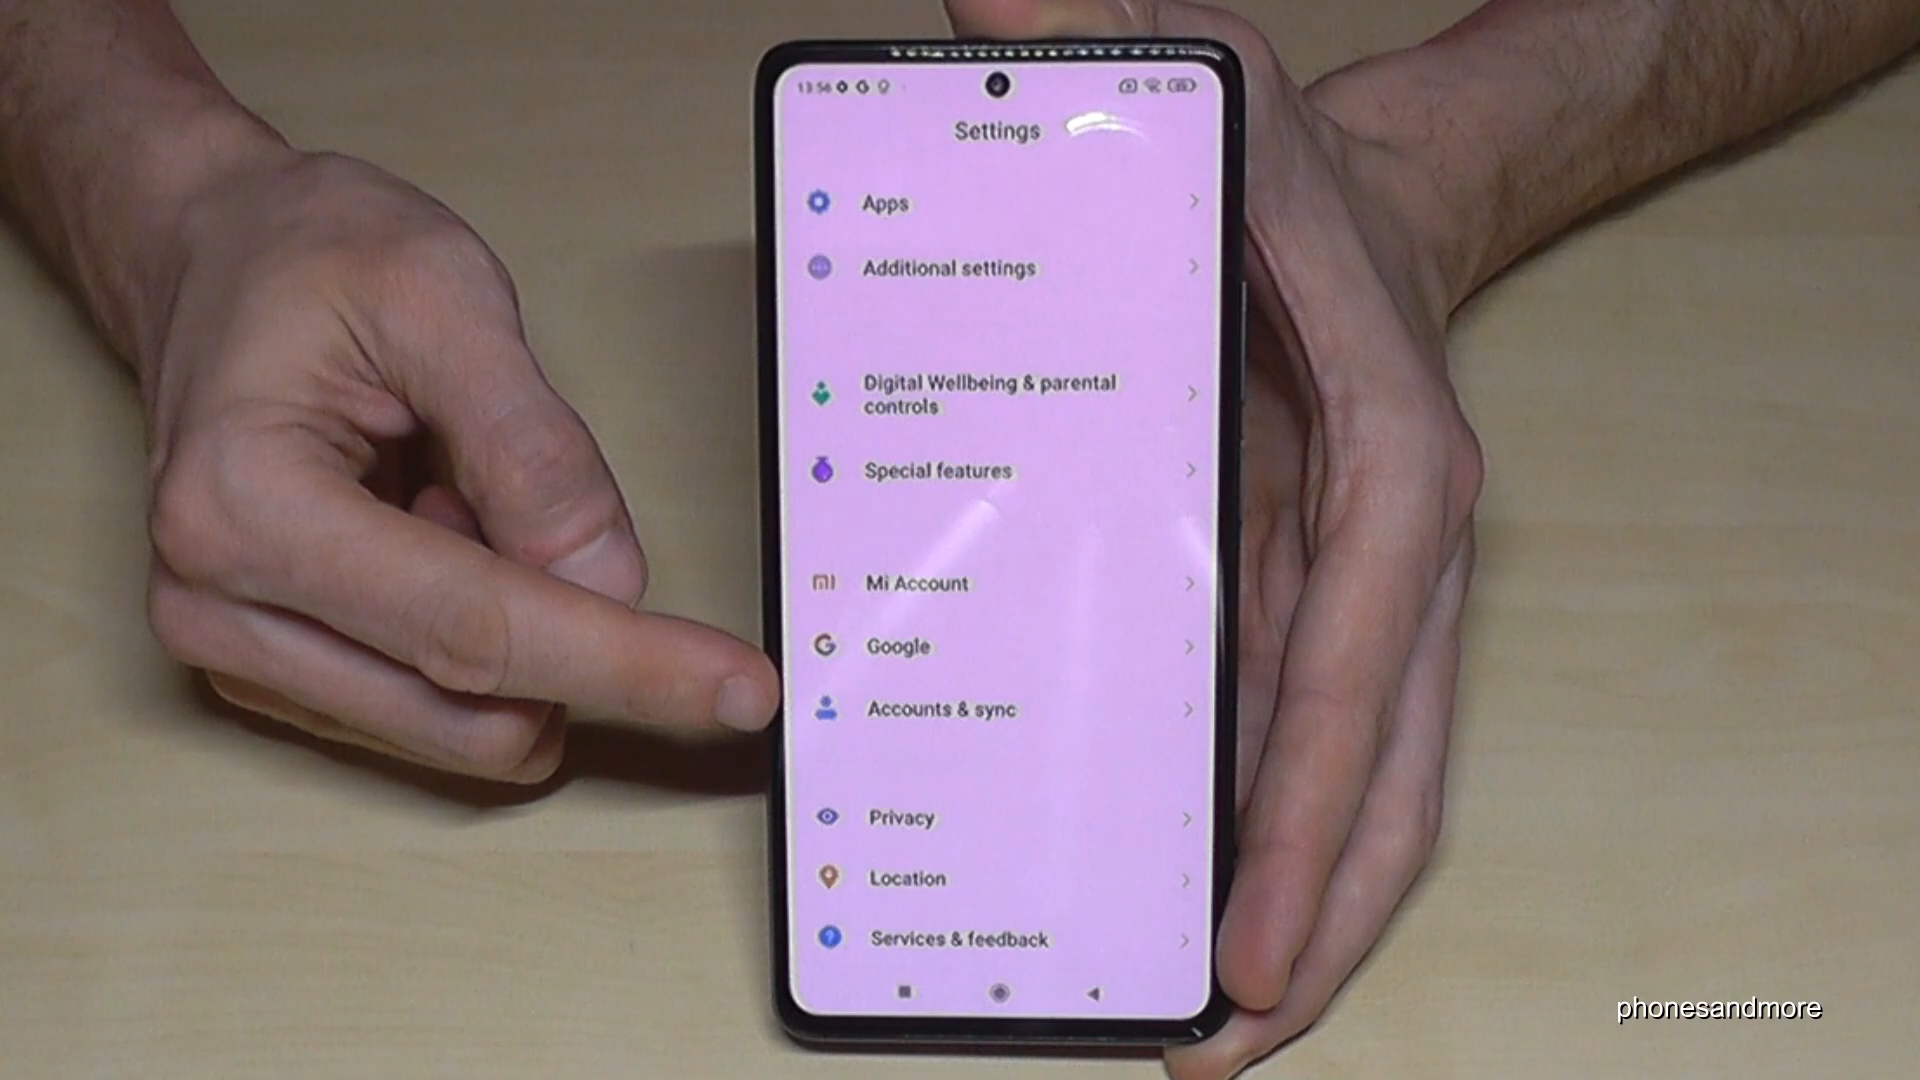 13:56
Settings
Apps
Additional settings
Digital Wellbeing & parental
controls
Special features
Mi Account
Google
Accounts & sync
Privacy
Location
Services & feedback
phonesandmore